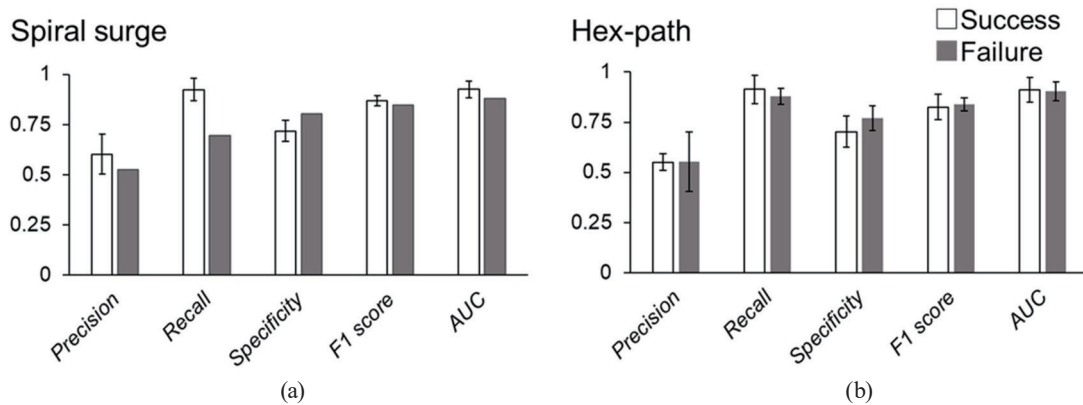 Spiral surge
1
0.75
0.5
0.25
0
Precision
Recall
Specificity
F1 score
AUC
(a)
Hex-path
Success
Failure
1
0.75
0.5
0.25
0
Precision
Recall
Specificity
F1 score
AUC
(b)